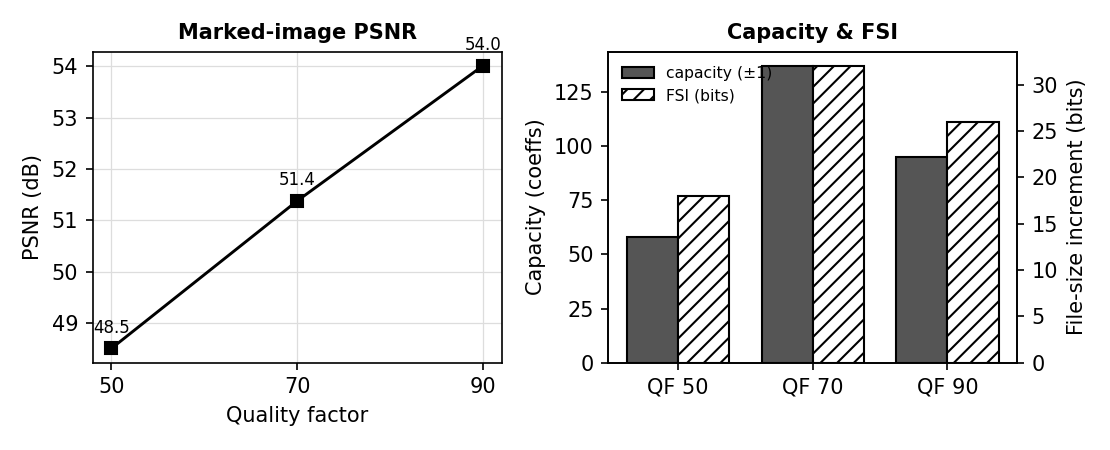 Marked-image PSNR
54.0
54
53
52
51.4
51
50
49
48.5
PSNR (dB)
50
70
90
Quality factor
Capacity & FSI
capacity (±1)
FSI (bits)
125
100
75
50
25
0
Capacity (coeffs)
30
25
20
15
10
5
0
File-size increment (bits)
QF 50
QF 70
QF 90